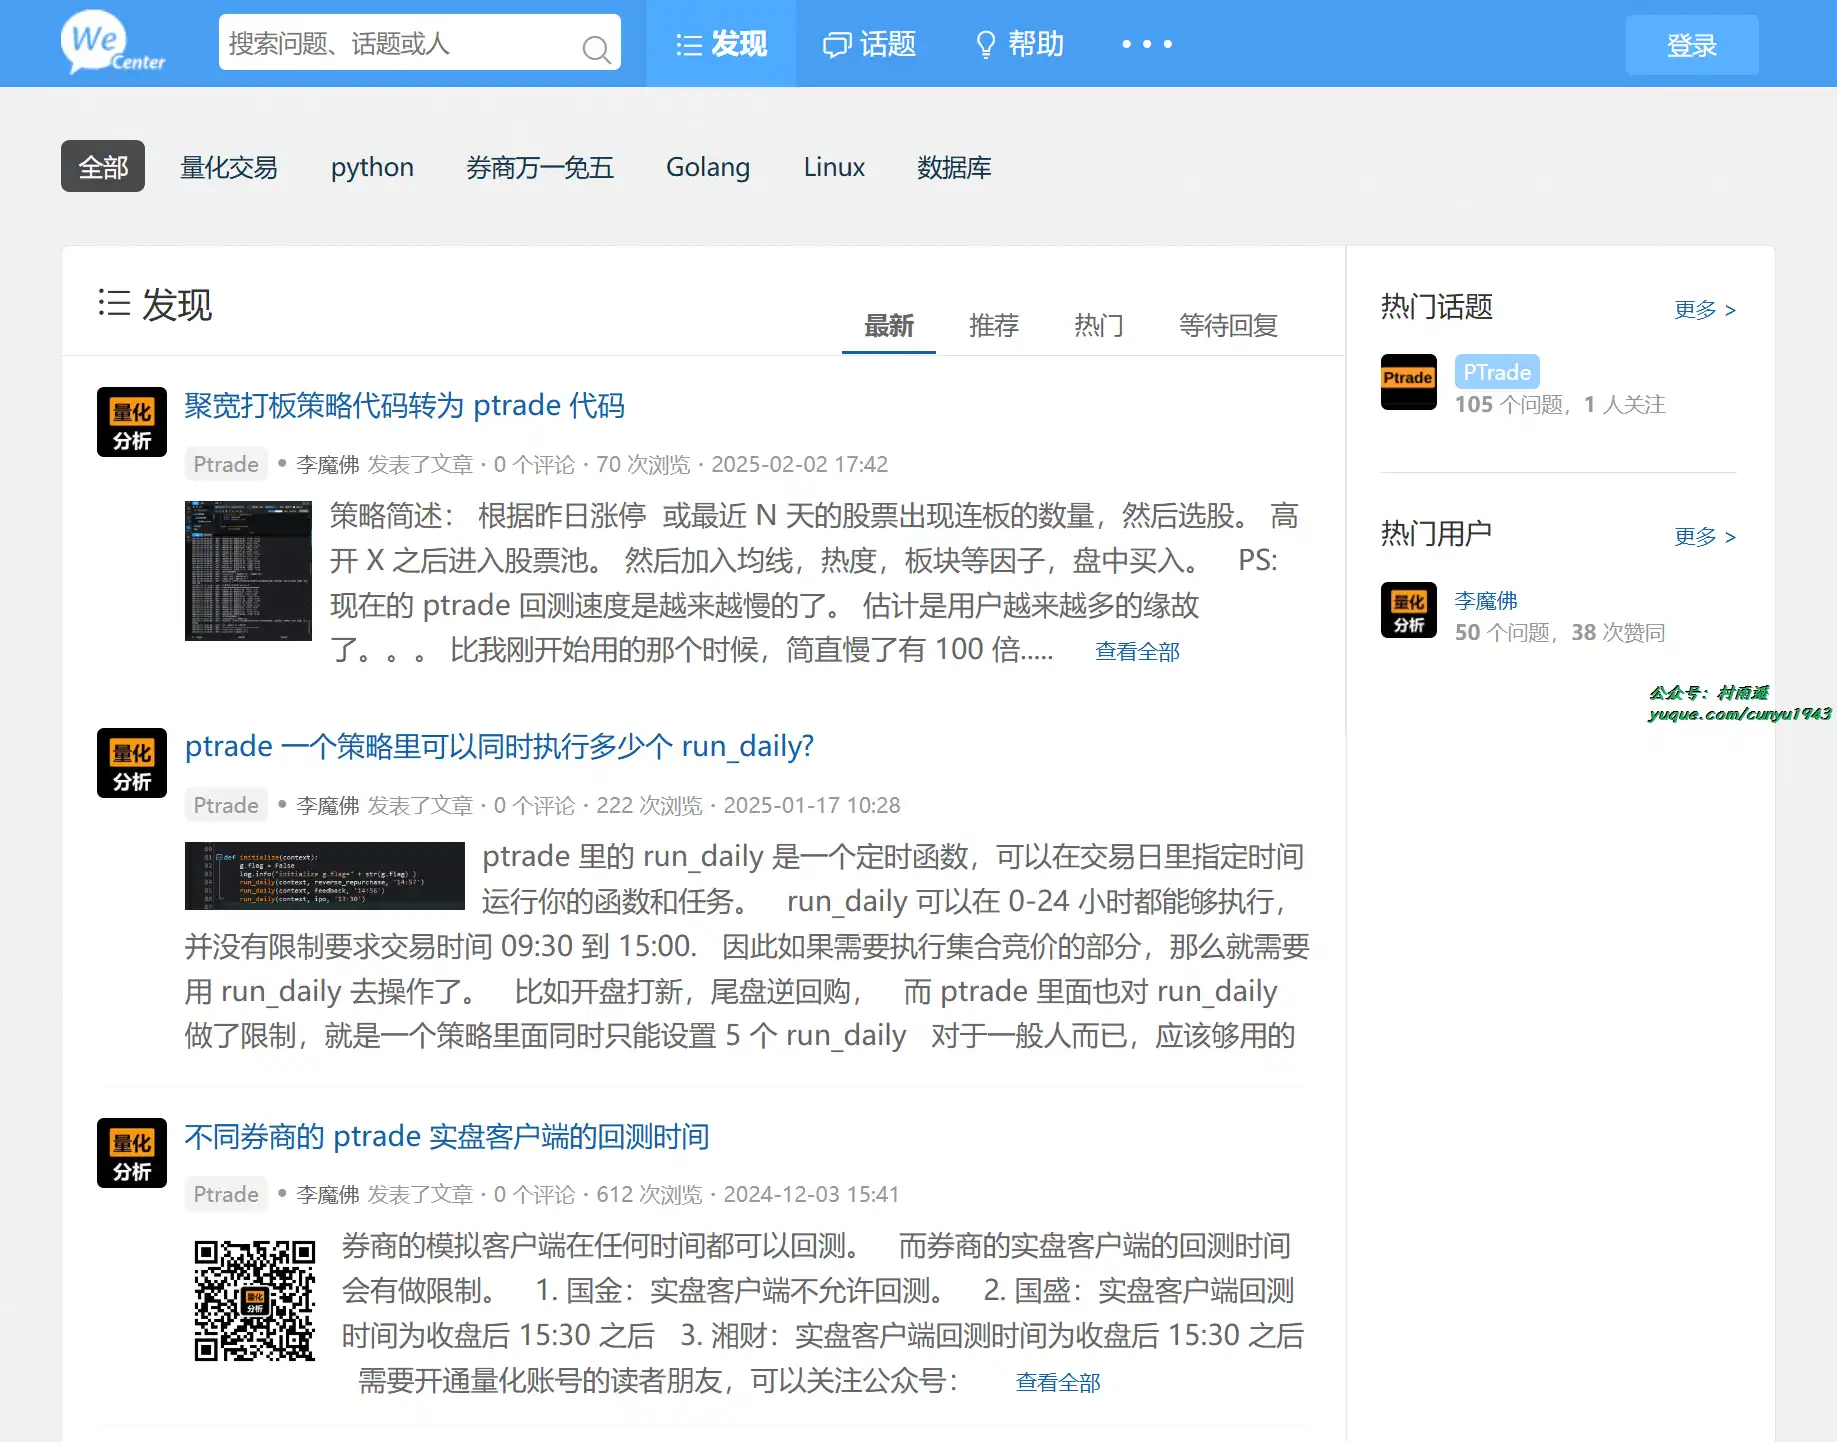 We Center
搜索问题、话题或人
发现
话题
帮助
登录
全部
量化交易
python
券商万一免五
Golang
Linux
数据库
发现
最新
推荐
热门
等待回复
量化
分析
聚宽打板策略代码转为 ptrade 代码
Ptrade • 李魔佛 发表了文章 · 0 个评论 · 70 次浏览 · 2025-02-02 17:42
策略简述： 根据昨日涨停 或最近 N 天的股票出现连板的数量，然后选股。 高
开 X 之后进入股票池。 然后加入均线，热度，板块等因子，盘中买入。 PS:
现在的 ptrade 回测速度是越来越慢的了。 估计是用户越来越多的缘故
了。。。 比我刚开始用的那个时候，简直慢了有 100 倍..... 查看全部
量化
分析
ptrade 一个策略里可以同时执行多少个 run_daily?
Ptrade • 李魔佛 发表了文章 · 0 个评论 · 222 次浏览 · 2025-01-17 10:28
def initialize(context):
g.flag = False
log.info("initialize g.flag=" + str(g.flag) )
run_daily(context, reverse_repurchase, '14:57')
run_daily(context, feedback, '14:56')
run_daily(context, ipo, '13:30')
ptrade 里的 run_daily 是一个定时函数，可以在交易日里指定时间
运行你的函数和任务。 run_daily 可以在 0-24 小时都能够执行，
并没有限制要求交易时间 09:30 到 15:00. 因此如果需要执行集合竞价的部分，那么就需要
用 run_daily 去操作了。 比如开盘打新，尾盘逆回购， 而 ptrade 里面也对 run_daily
做了限制，就是一个策略里面同时只能设置 5 个 run_daily 对于一般人而已，应该够用的
量化
分析
不同券商的 ptrade 实盘客户端的回测时间
Ptrade • 李魔佛 发表了文章 · 0 个评论 · 612 次浏览 · 2024-12-03 15:41
量化
分析
券商的模拟客户端在任何时间都可以回测。 而券商的实盘客户端的回测时间
会有做限制。 1. 国金：实盘客户端不允许回测。 2. 国盛：实盘客户端回测
时间为收盘后 15:30 之后 3. 湘财：实盘客户端回测时间为收盘后 15:30 之后
需要开通量化账号的读者朋友，可以关注公众号： 查看全部
热门话题
更多 >
Ptrade
PTrade
105 个问题，1 人关注
热门用户
更多 >
量化
分析
李魔佛
50 个问题，38 次赞同
公众号：村雨遥
yuque.com/cunyu1943